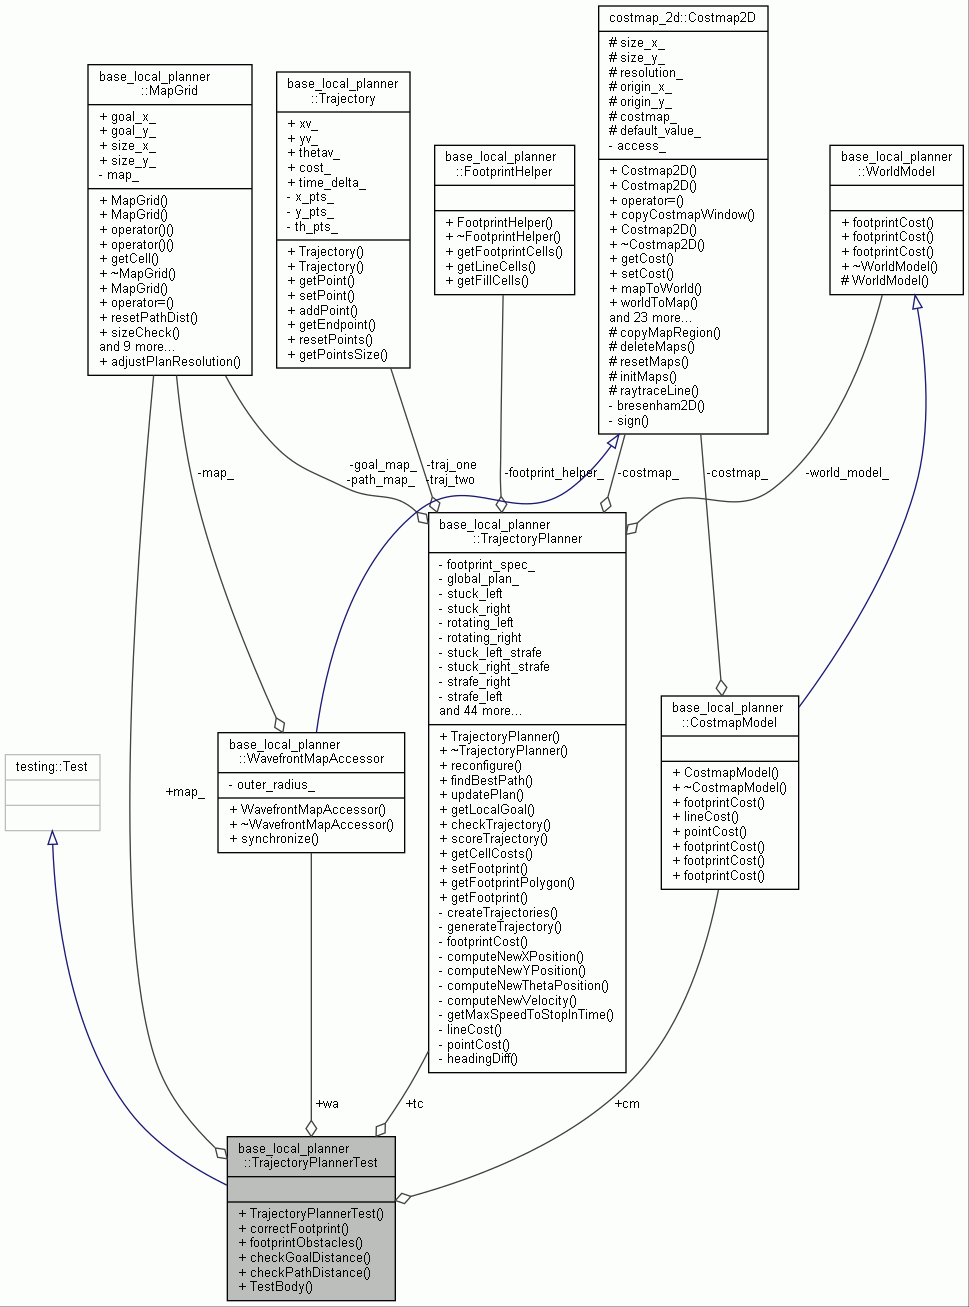 costmap_2d::Costmap2D
# size_x_
# size_y_
# resolution_
# origin_x_
# origin_y_
# costmap_
# default_value_
- access_
+ Costmap2D()
+ Costmap2D()
+ operator=()
+ copyCostmapWindow()
+ Costmap2D()
+ ~Costmap2D()
+ getCost()
+ setCost()
+ mapToWorld()
+ worldToMap()
and 23 more...
# copyMapRegion()
# deleteMaps()
# resetMaps()
# initMaps()
# raytraceLine()
- bresenham2D()
- sign()
base_local_planner
::MapGrid
+ goal_x_
+ goal_y_
+ size_x_
+ size_y_
- map_
+ MapGrid()
+ MapGrid()
+ operator()()
+ operator()()
+ getCell()
+ ~MapGrid()
+ MapGrid()
+ operator=()
+ resetPathDist()
+ sizeCheck()
and 9 more...
+ adjustPlanResolution()
base_local_planner
::Trajectory
+ xv_
+ yv_
+ thetav_
+ cost_
+ time_delta_
- x_pts_
- y_pts_
- th_pts_
+ Trajectory()
+ Trajectory()
+ getPoint()
+ setPoint()
+ addPoint()
+ getEndpoint()
+ resetPoints()
+ getPointsSize()
base_local_planner
::FootprintHelper
+ FootprintHelper()
+ ~FootprintHelper()
+ getFootprintCells()
+ getLineCells()
+ getFillCells()
base_local_planner
::WorldModel
+ footprintCost()
+ footprintCost()
+ footprintCost()
+ ~WorldModel()
# WorldModel()
-map_
-goal_map_
-path_map_
-traj_one
-traj_two
-footprint_helper_
-costmap_
-costmap_
-world_model_
base_local_planner
::TrajectoryPlanner
- footprint_spec_
- global_plan_
- stuck_left
- stuck_right
- rotating_left
- rotating_right
- stuck_left_strafe
- stuck_right_strafe
- strafe_right
- strafe_left
and 44 more...
+ TrajectoryPlanner()
+ ~TrajectoryPlanner()
+ reconfigure()
+ findBestPath()
+ updatePlan()
+ getLocalGoal()
+ checkTrajectory()
+ scoreTrajectory()
+ getCellCosts()
+ setFootprint()
+ getFootprintPolygon()
+ getFootprint()
- createTrajectories()
- generateTrajectory()
- footprintCost()
- computeNewXPosition()
- computeNewYPosition()
- computeNewThetaPosition()
- computeNewVelocity()
- getMaxSpeedToStopInTime()
- lineCost()
- pointCost()
- headingDiff()
base_local_planner
::CostmapModel
+ CostmapModel()
+ ~CostmapModel()
+ footprintCost()
+ lineCost()
+ pointCost()
+ footprintCost()
+ footprintCost()
+ footprintCost()
base_local_planner
::WavefrontMapAccessor
- outer_radius_
+ WavefrontMapAccessor()
+ ~WavefrontMapAccessor()
+ synchronize()
testing::Test
+map_
+wa
+tc
+cm
base_local_planner
::TrajectoryPlannerTest
+ TrajectoryPlannerTest()
+ correctFootprint()
+ footprintObstacles()
+ checkGoalDistance()
+ checkPathDistance()
+ TestBody()